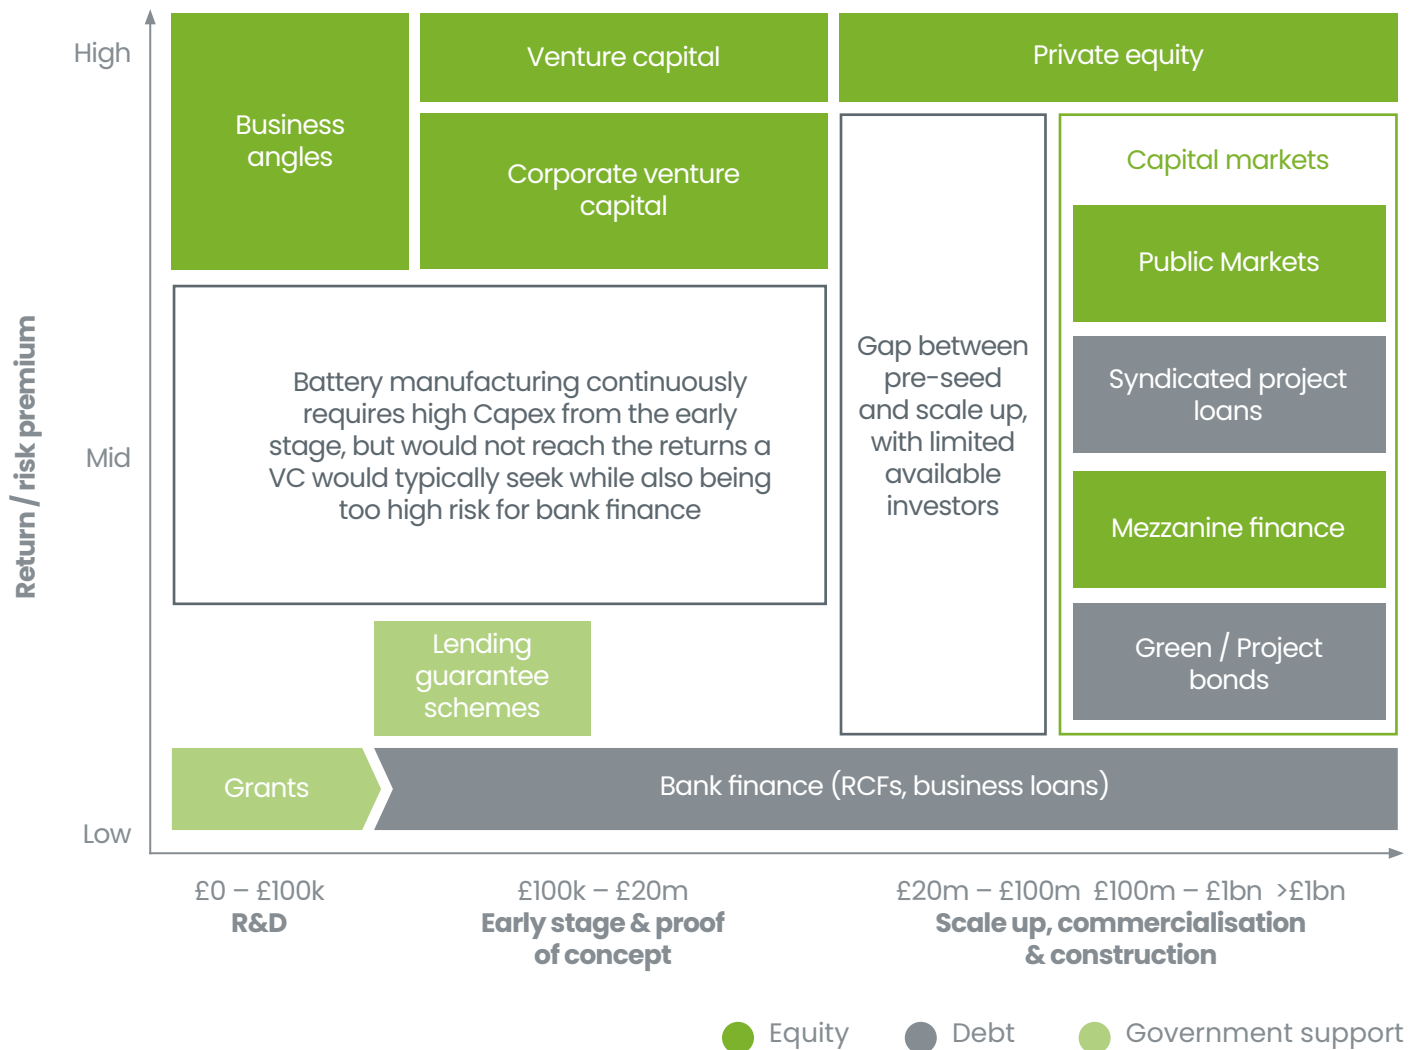 High
Mid
Low
Return / risk premium
Business
angles
Venture capital
Corporate venture
capital
Private equity
Battery manufacturing continuously
requires high Capex from the early
stage, but would not reach the returns a
VC would typically seek while also being
too high risk for bank finance
Gap between
pre-seed
and scale up,
with limited
available
investors
Capital markets
Public Markets
Syndicated project
loans
Mezzanine finance
Green / Project
bonds
Lending
guarantee
schemes
Grants
Bank finance (RCFs, business loans)
£0 – £100k
R&D
£100k – £20m
Early stage & proof
of concept
£20m – £100m £100m – £1bn >£1bn
Scale up, commercialisation
& construction
Equity
Debt
Government support